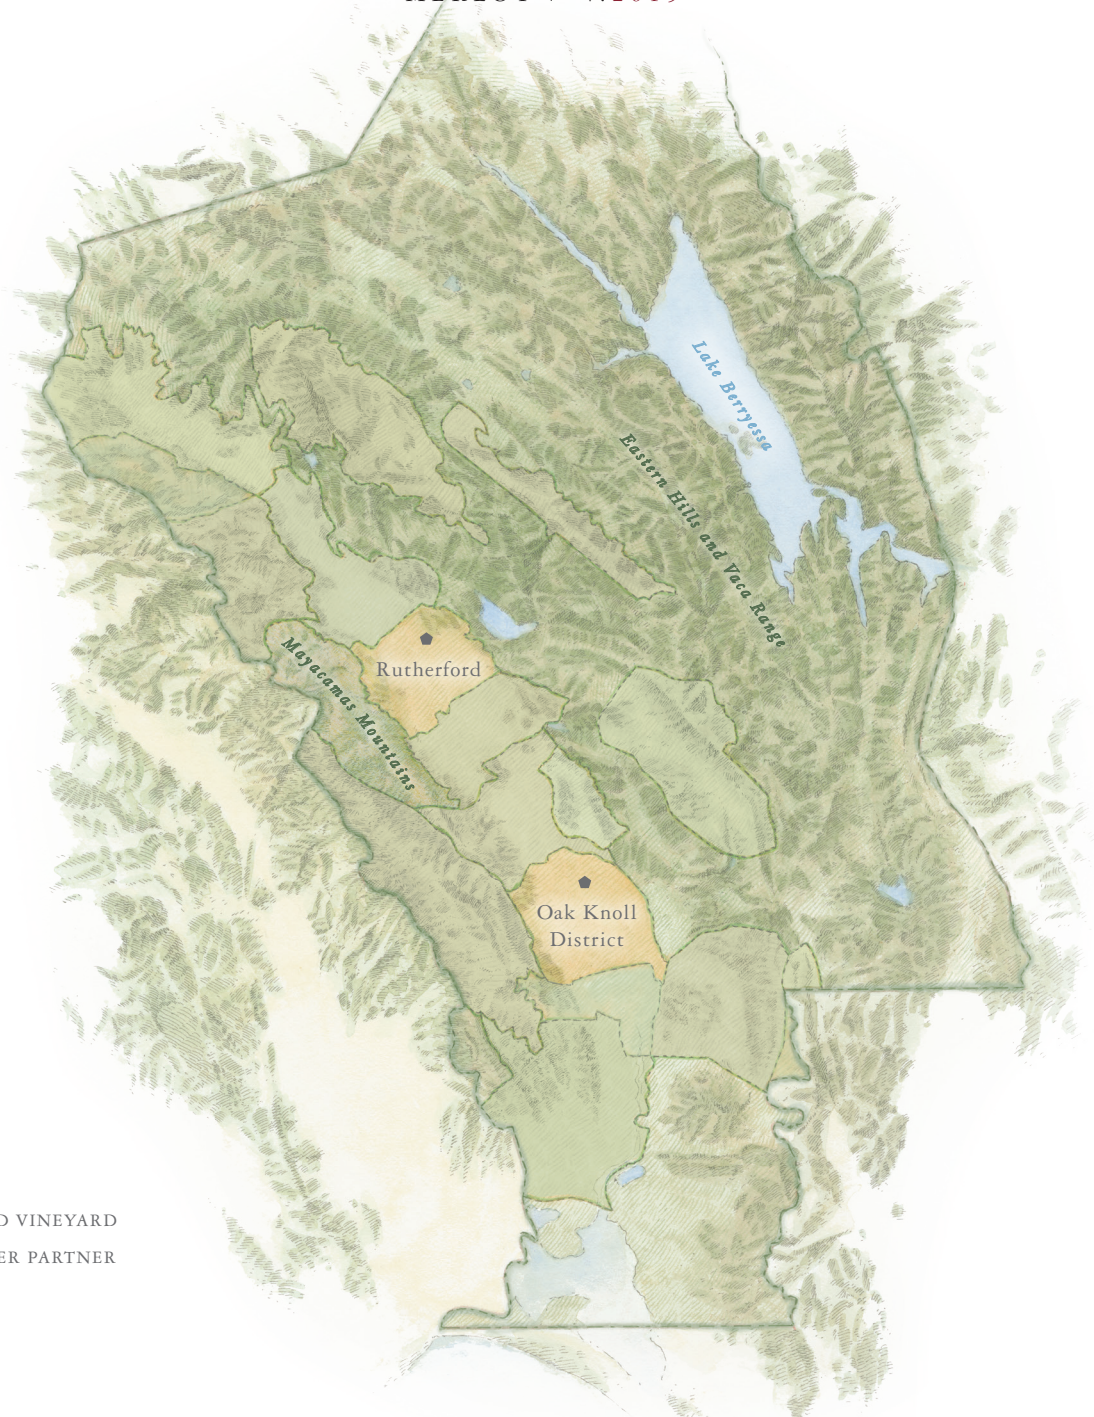 Lake Berryessa
Eastern Hills and Vaca Range
Rutherford
Mayacamas Mountains
Oak Knoll
District
VINEYARD
PARTNER